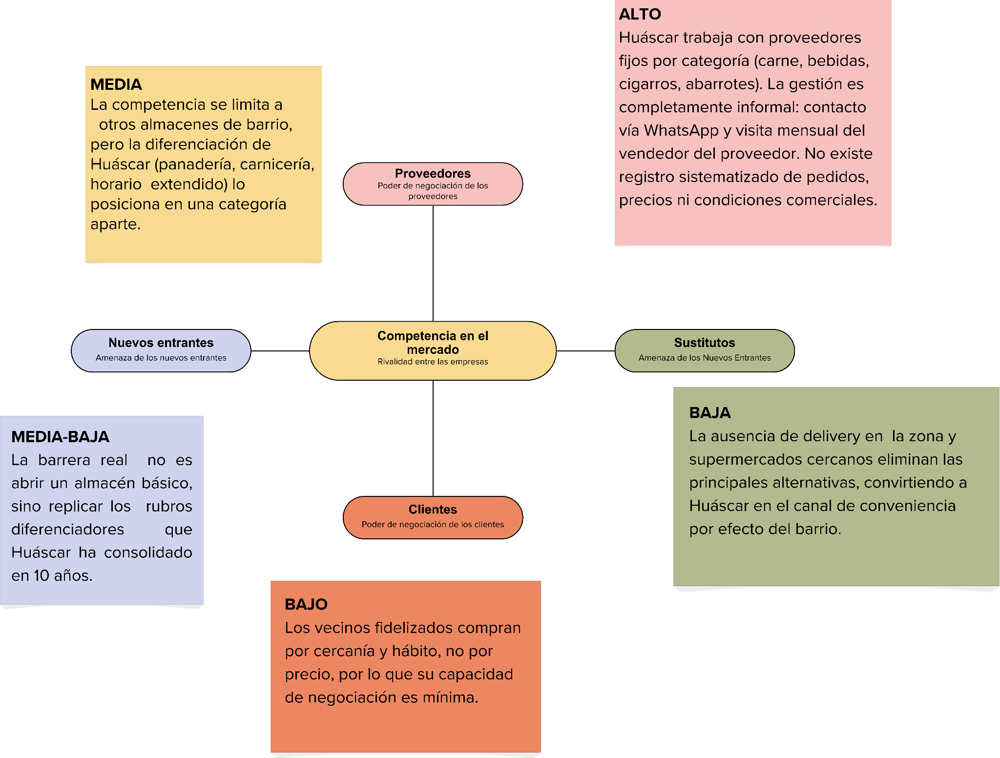 ALTO
Huáscar trabaja con proveedores
fijos por categoría (carne, bebidas,
cigarros, abarrotes). La gestión es
completamente informal: contacto
vía WhatsApp y visita mensual del
vendedor del proveedor. No existe
registro sistematizado de pedidos,
precios ni condiciones comerciales.
MEDIA
La competencia se limita a
otros almacenes de barrio,
pero la diferenciación de
Huáscar (panadería, carnicería,
horario extendido) lo
posiciona en una categoría
aparte.
Proveedores
Poder de negociación de los
proveedores
Nuevos entrantes
Amenaza de los nuevos entrantes
Competencia en el
mercado
Rivalidad entre las empresas
Sustitutos
Amenaza de los Nuevos Entrantes
MEDIA-BAJA
La barrera real no es
abrir un almacén básico,
sino replicar los rubros
diferenciadores que
Huáscar ha consolidado
en 10 años.
Clientes
Poder de negociación de los clientes
BAJA
La ausencia de delivery en la zona y
supermercados cercanos eliminan las
principales alternativas, convirtiendo a
Huáscar en el canal de conveniencia
por efecto del barrio.
BAJO
Los vecinos fidelizados compran
por cercanía y hábito, no por
precio, por lo que su capacidad
de negociación es mínima.